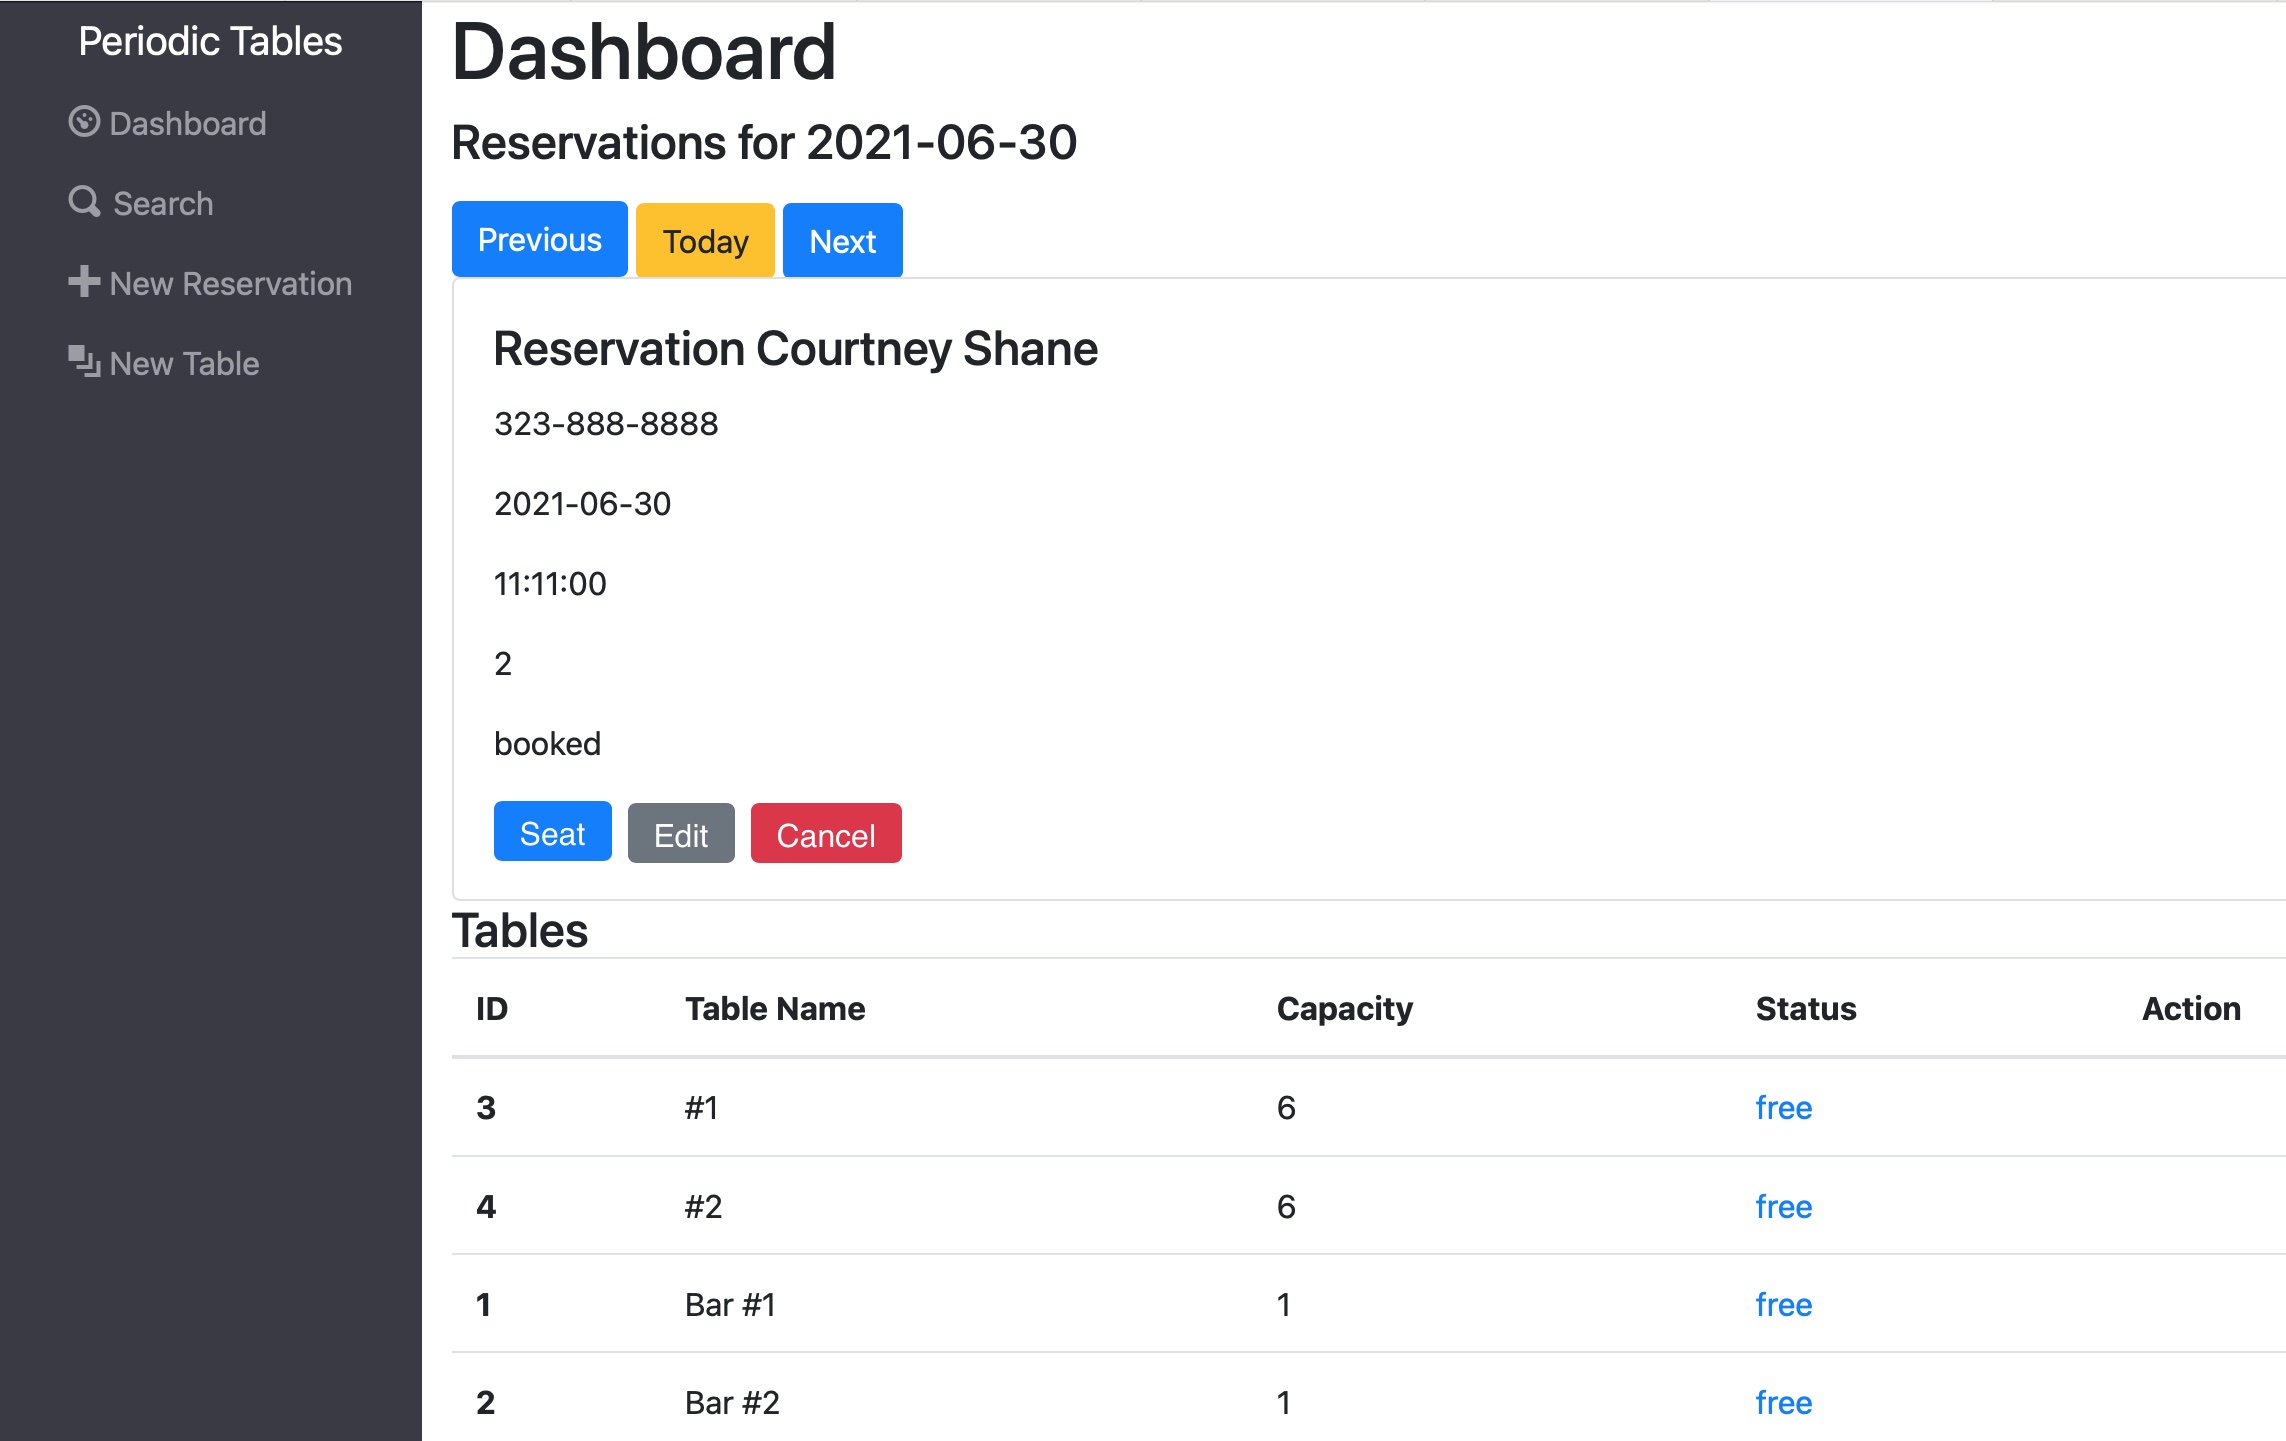 Periodic Tables
Dashboard
Search
New Reservation
New Table
Dashboard
Reservations for 2021-06-30
Previous Today Next
Reservation Courtney Shane
323-888-8888
2021-06-30
11:11:00
2
booked
Seat Edit Cancel
Tables
ID Table Name Capacity Status Action
3 #1 6 free
4 #2 6 free
1 Bar #1 1 free
2 Bar #2 1 free